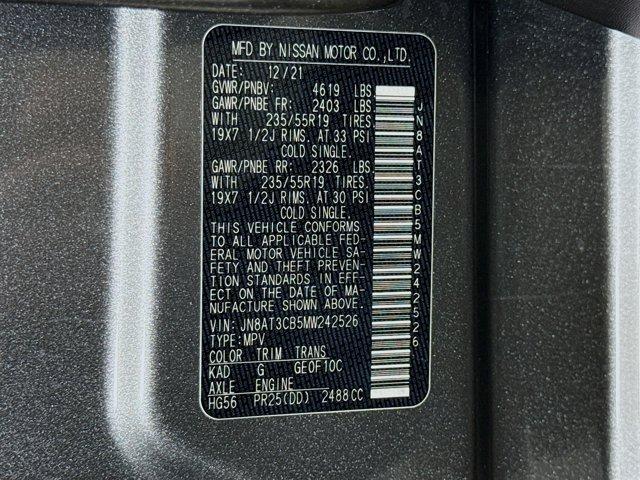 MFD BY NISSAN MOTOR CO.,LTD.
DATE: 12/21
GVWR/PNBV: 4619 LBS.
GAWR/PNBE FR: 2403 LBS.
WITH 235/55R19 TIRES.
19X7 1/2J RIMS. AT 33 PSI
COLD SINGLE.
GAWR/PNBE RR: 2326 LBS.
WITH 235/55R19 TIRES.
19X7 1/2J RIMS. AT 30 PSI
COLD SINGLE.
THIS VEHICLE CONFORMS
TO ALL APPLICABLE FED-
ERAL MOTOR VEHICLE SA-
FETY AND THEFT PREVEN-
TION STANDARDS IN EFF-
ECT ON THE DATE OF MA-
NUFACTURE SHOWN ABOVE.
VIN: JN8AT3CB5MW242526
TYPE:MPV
COLOR TRIM TRANS
KAD G GE0F10C
AXLE ENGINE
HG56 PR25(DD) 2488CC
JN8AT3CB5MW242526